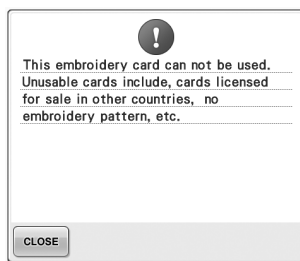 This embroidery card can not be used.
Unusable cards include, cards licensed
for sale in other countries, no
embroidery pattern, etc.
CLOSE